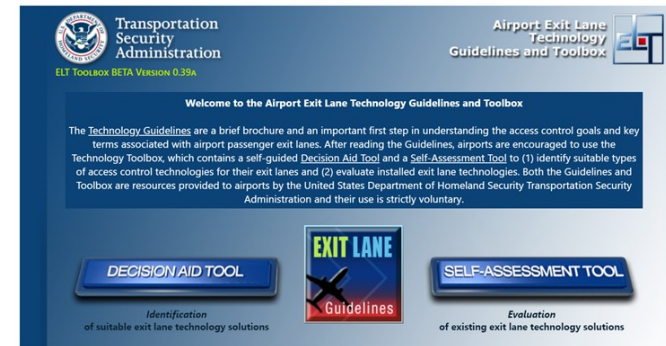 Transportation
Security
Administration
Airport Exit Lane
Technology
Guidelines and Toolbox
ELT
ELT TOOLBOX BETA VERSION 0.39A
Welcome to the Airport Exit Lane Technology Guidelines and Toolbox
The Technology Guidelines are a brief brochure and an important first step in understanding the access control goals and key
terms associated with airport passenger exit lanes. After reading the Guidelines, airports are encouraged to use the
Technology Toolbox, which contains a self-guided Decision Aid Tool and a Self-Assessment Tool to (1) identify suitable types
of access control technologies for their exit lanes and (2) evaluate installed exit lane technologies. Both the Guidelines and
Toolbox are resources provided to airports by the United States Department of Homeland Security Transportation Security
Administration and their use is strictly voluntary.
DECISION AID TOOL
Identification
of suitable exit lane technology solutions
EXIT LANE
Guidelines
SELF-ASSESSMENT TOOL
Evaluation
of existing exit lane technology solutions